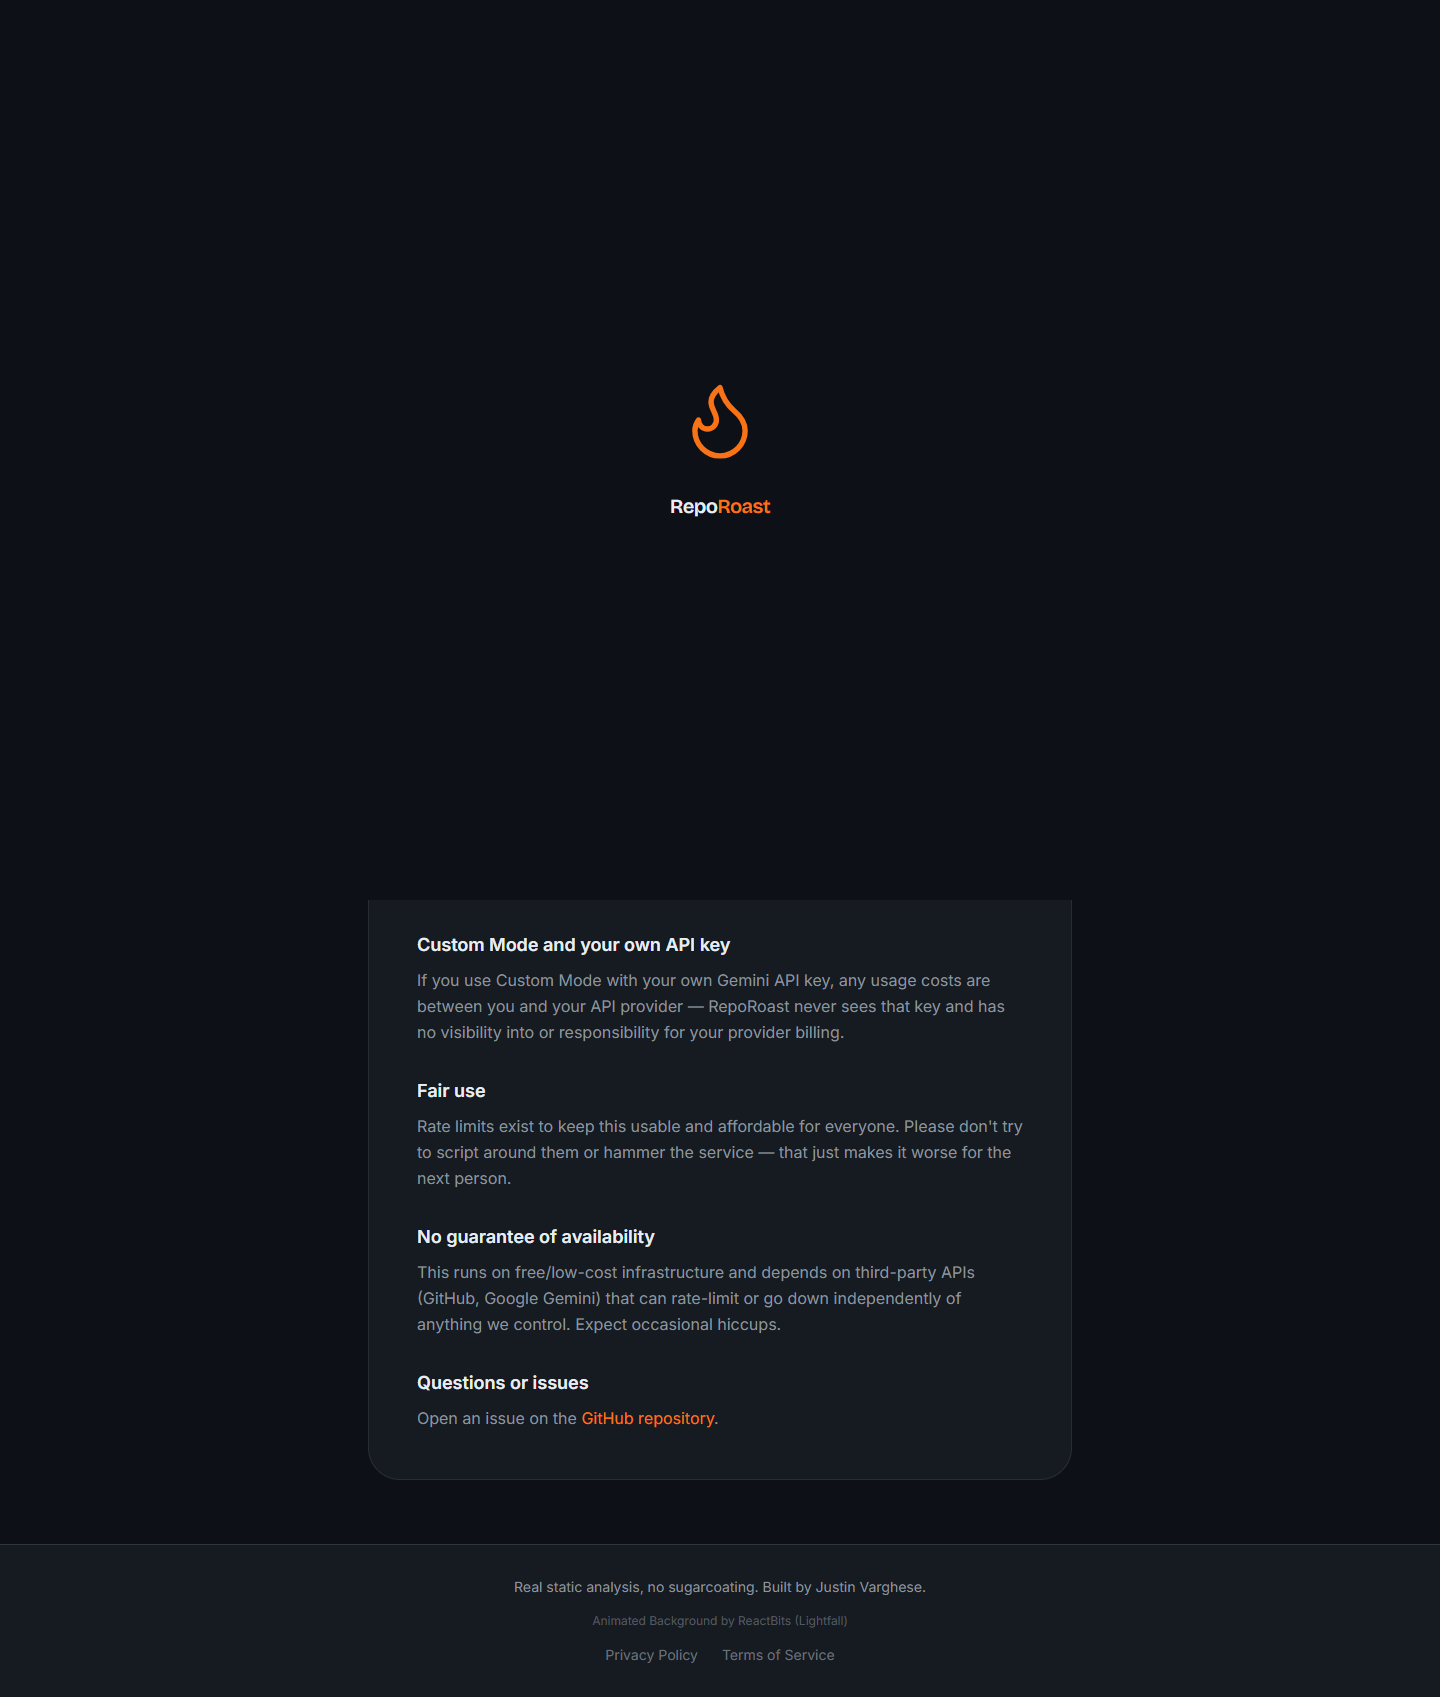 RepoRoast
Custom Mode and your own API key
If you use Custom Mode with your own Gemini API key, any usage costs are
between you and your API provider — RepoRoast never sees that key and has
no visibility into or responsibility for your provider billing.
Fair use
Rate limits exist to keep this usable and affordable for everyone. Please don't try
to script around them or hammer the service — that just makes it worse for the
next person.
No guarantee of availability
This runs on free/low-cost infrastructure and depends on third-party APIs
(GitHub, Google Gemini) that can rate-limit or go down independently of
anything we control. Expect occasional hiccups.
Questions or issues
Open an issue on the GitHub repository.
Real static analysis, no sugarcoating. Built by Justin Varghese.
Animated Background by ReactBits (Lightfall)
Privacy Policy Terms of Service